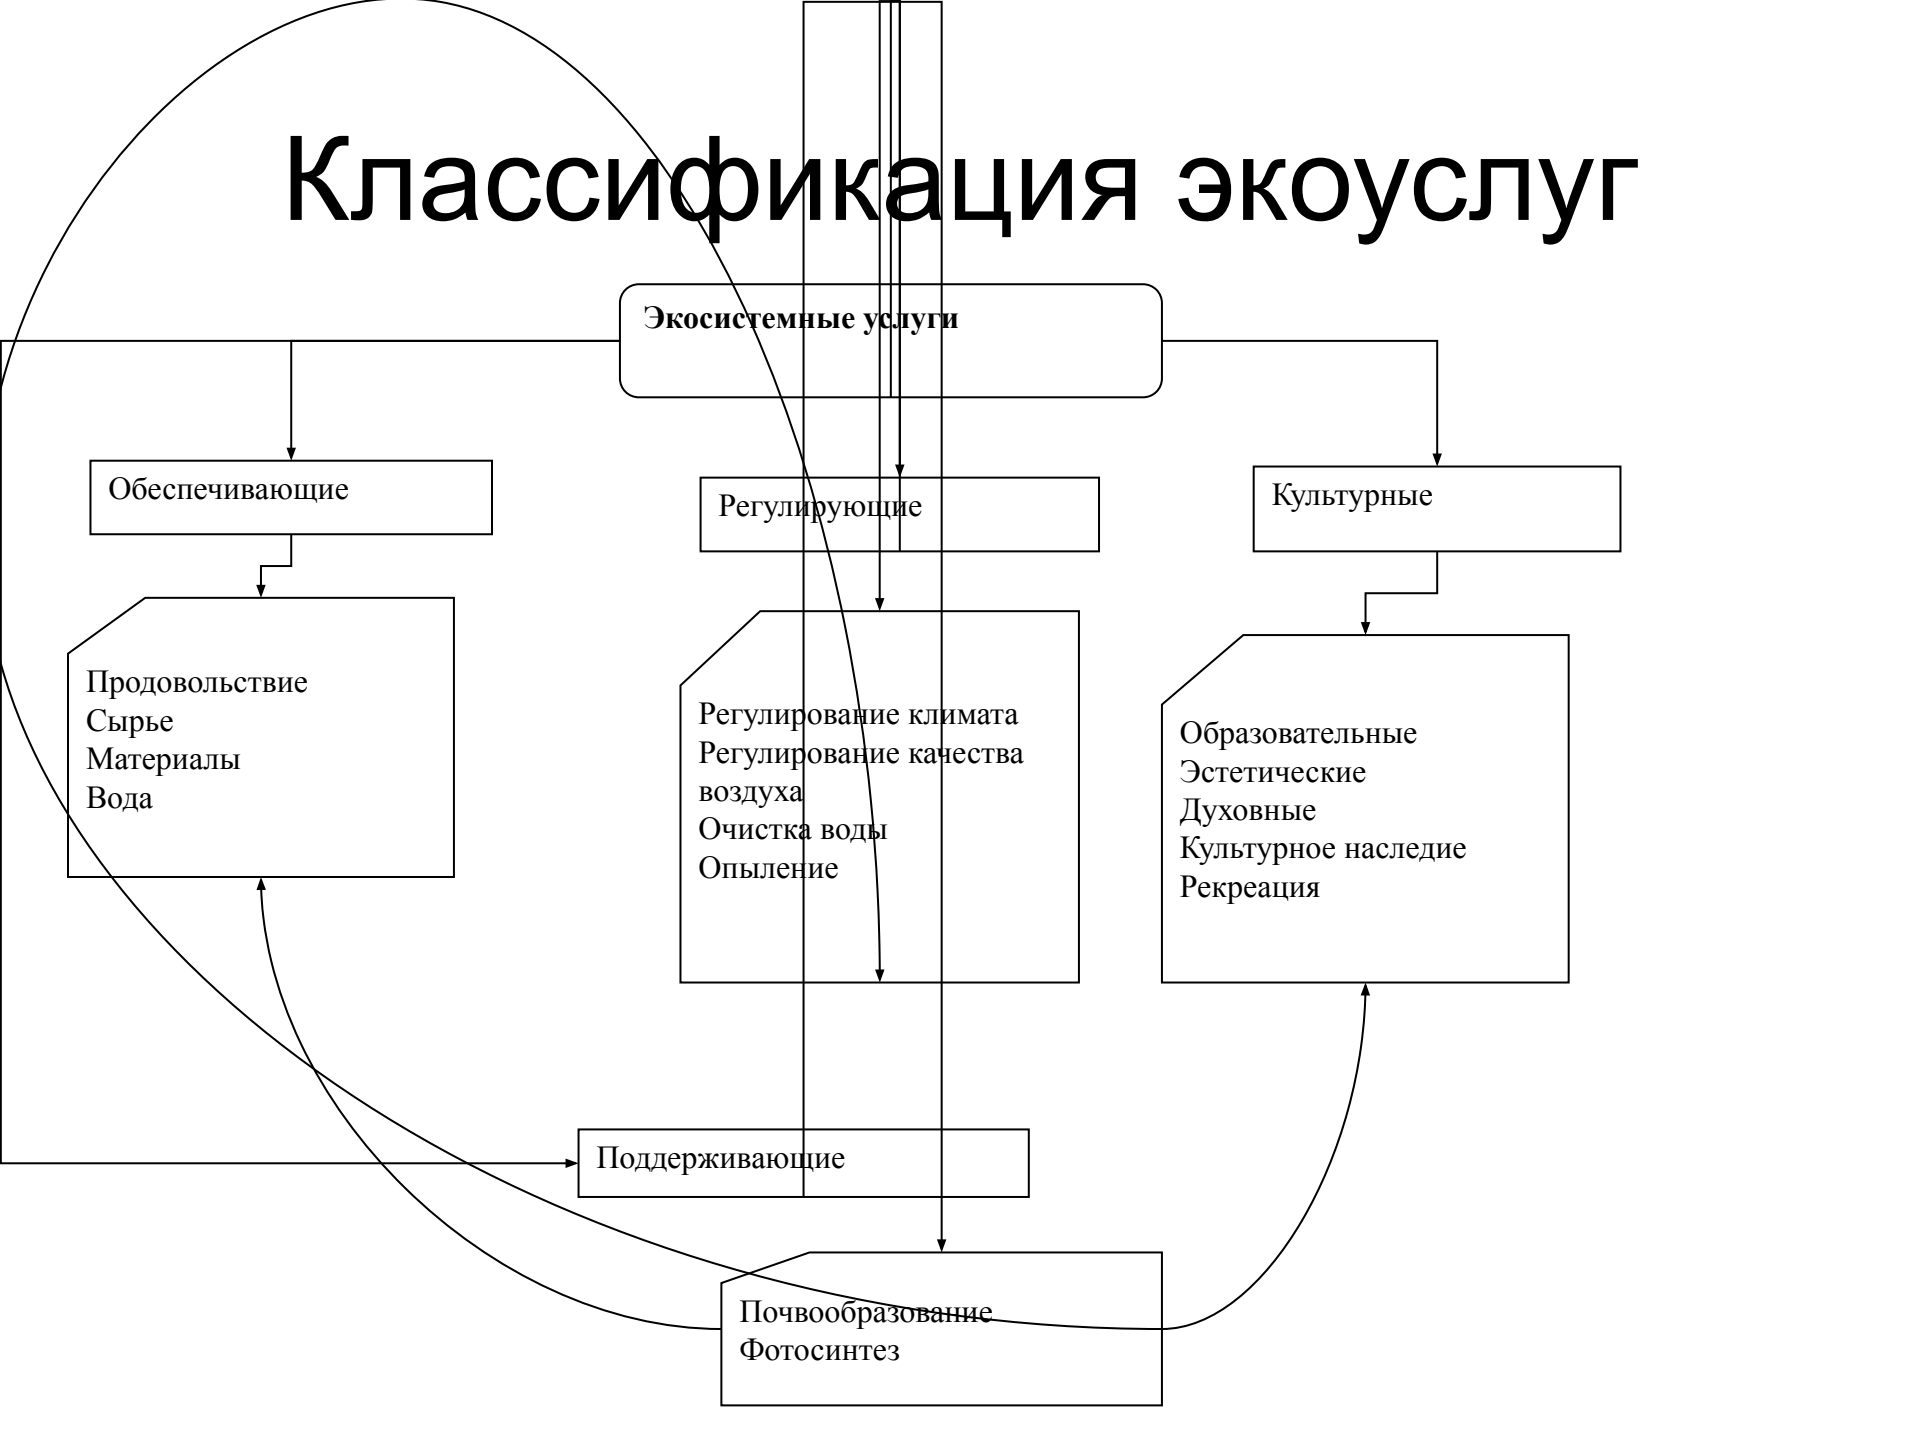 Классификация экоуслуг
Экосистемные услуги
Обеспечивающие
Регулирующие
Культурные
Продовольствие
Сырье
Материалы
Вода
Регулирование климата
Регулирование качества
воздуха
Очистка воды
Опыление
Образовательные
Эстетические
Духовные
Культурное наследие
Рекреация
Поддерживающие
Почвообразование
Фотосинтез